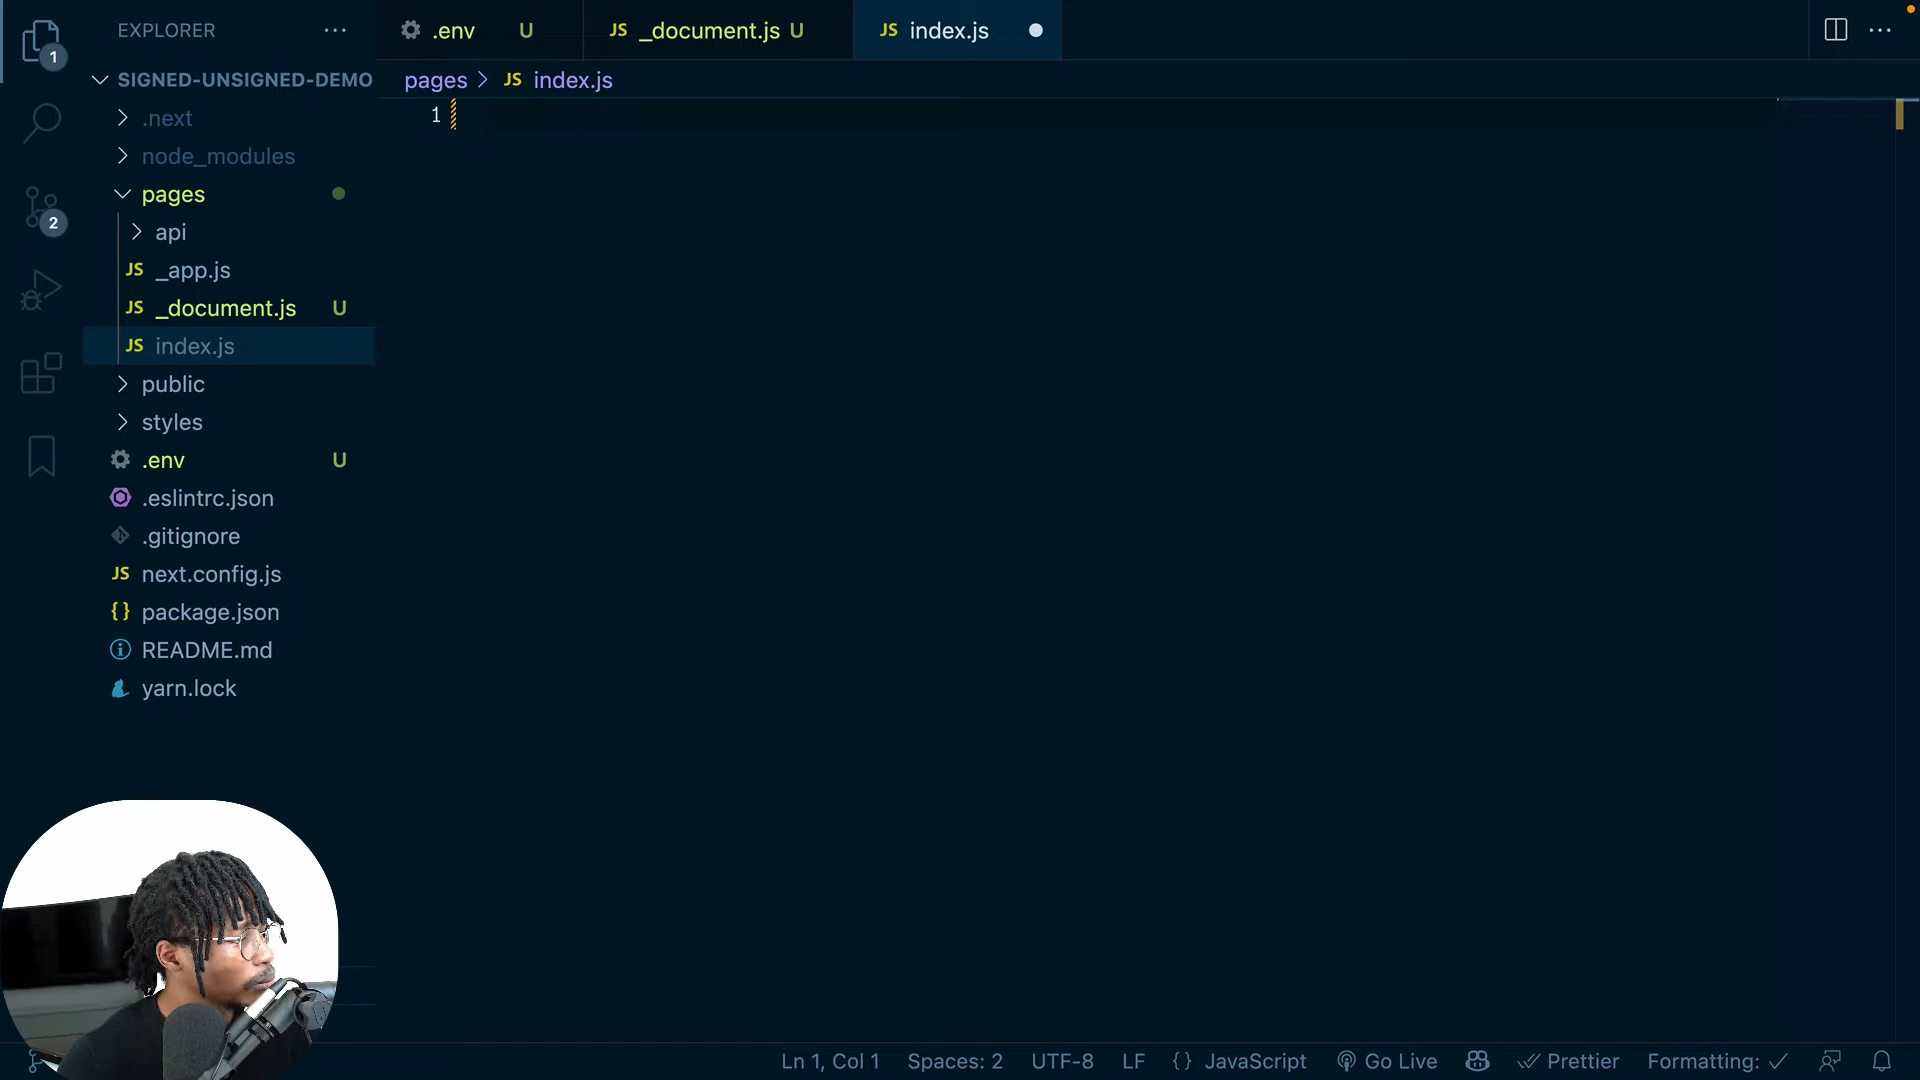 EXPLORER
1
SIGNED-UNSIGNED-DEMO
.next
node_modules
2
pages
api
JS _app.js
JS _document.js U
JS index.js
public
styles
.env U
.eslintrc.json
.gitignore
JS next.config.js
{} package.json
README.md
yarn.lock
.env U
JS _document.js U
JS index.js
pages > JS index.js
1
Ln 1, Col 1
Spaces: 2
UTF-8
LF
{} JavaScript
Go Live
Prettier
Formatting: